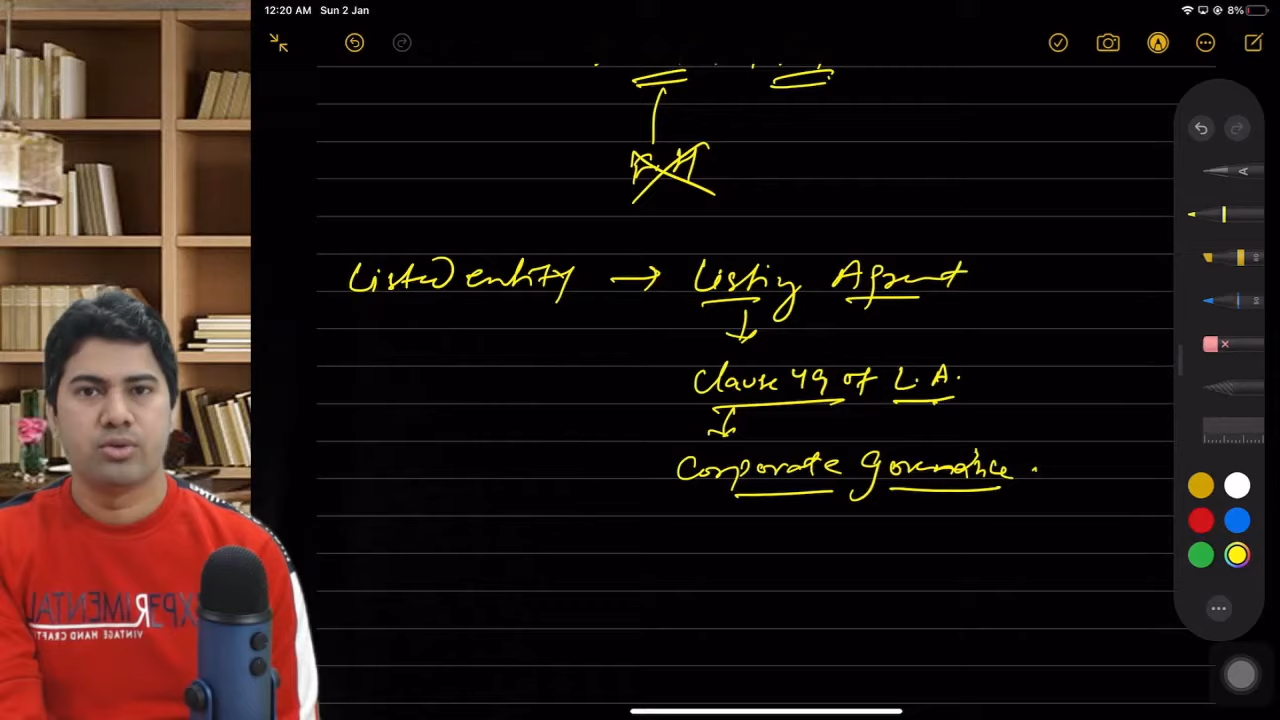 12:20 AM Sun 2 Jan 8%
Listed entity → Listing Agreent
Clause 49 of L.A.
Corporate Governance.
EXPERIMENTAL
VINTAGE HAND CRAFT